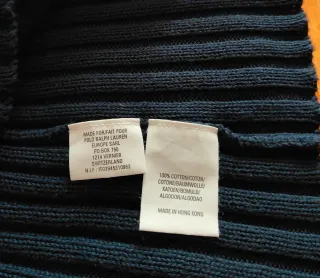 MADE FOR/FAIT POUR
POLO RALPH LAUREN
EUROPE SARL
PO BOX 760
1214 VERNIER
SWITZERLAND
100% COTTON/COTON/
COTONE/BAUMWOLLE/
KATOEN/BOMULD/
ALGODON/ALGODAO
MADE IN HONG KONG